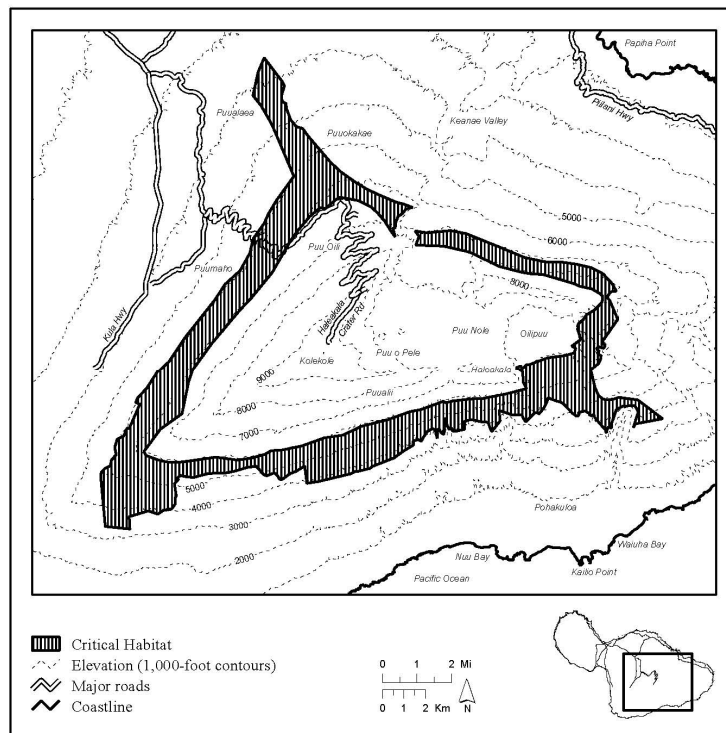 Papiha Point
Puualaea
Puuokakae
Keanae Valley
Piilani Hwy
5000
6000
Puu Oili
Puumaho
8000
Haleakala
Crater Rd
Kula Hwy
Puu Nole
Oilipuu
Kolekole
Puu o Pele
Haleakala
9000
Puualii
8000
7000
5000
4000
3000
2000
Pohakuloa
Waiuha Bay
Nuu Bay
Kailio Point
Pacific Ocean
Critical Habitat
Elevation (1,000-foot contours)
Major roads
Coastline
0 1 2 Mi
0 1 2 Km
N